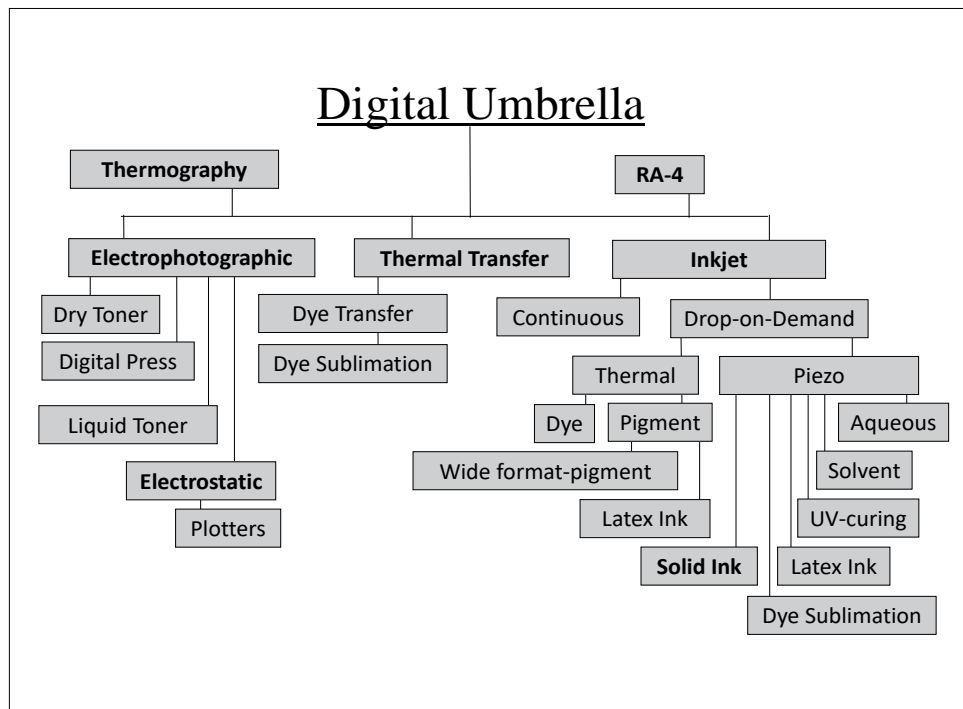 Digital Umbrella
Thermography
RA-4
Electrophotographic
Thermal Transfer
Inkjet
Dry Toner
Dye Transfer
Continuous
Drop-on-Demand
Digital Press
Dye Sublimation
Thermal
Piezo
Liquid Toner
Dye
Pigment
Aqueous
Electrostatic
Wide format-pigment
Solvent
Plotters
Latex Ink
UV-curing
Solid Ink
Latex Ink
Dye Sublimation